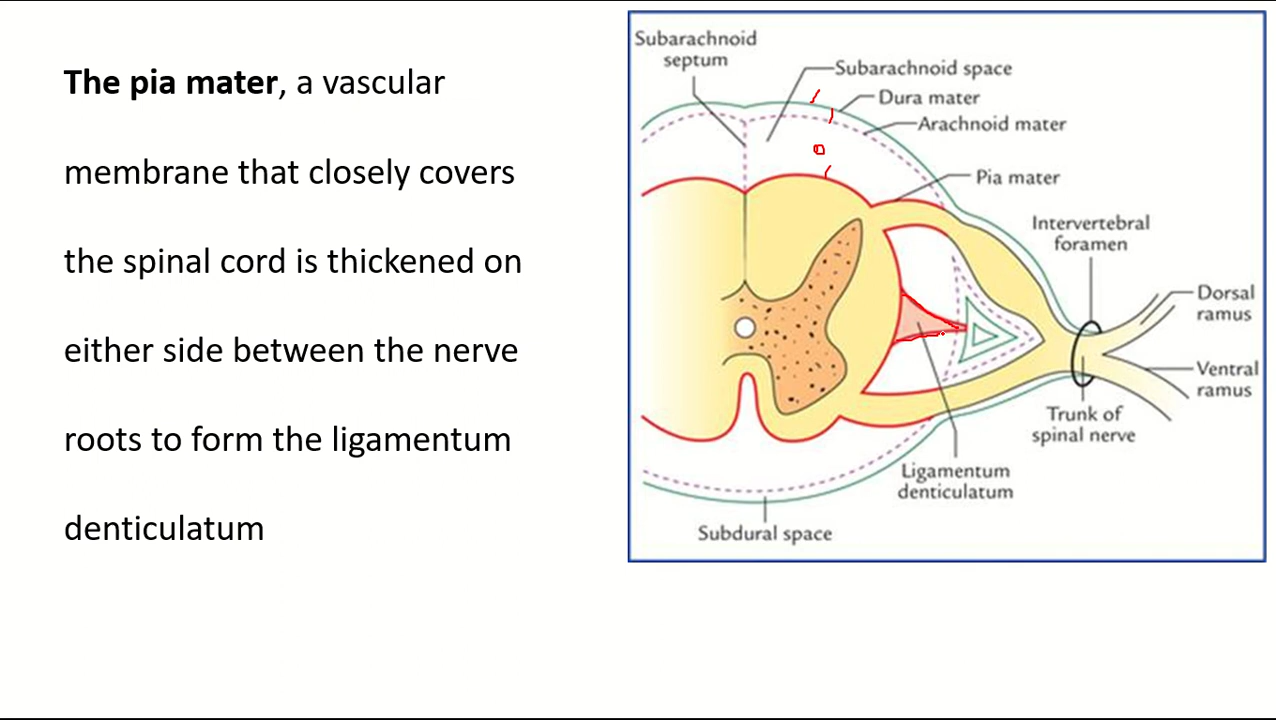 The pia mater, a vascular
membrane that closely covers
the spinal cord is thickened on
either side between the nerve
roots to form the ligamentum
denticulatum
Subarachnoid
septum
Subarachnoid space
Dura mater
Arachnoid mater
Pia mater
Intervertebral
foramen
Dorsal
ramus
Ventral
ramus
Trunk of
spinal nerve
Ligamentum
denticulatum
Subdural space